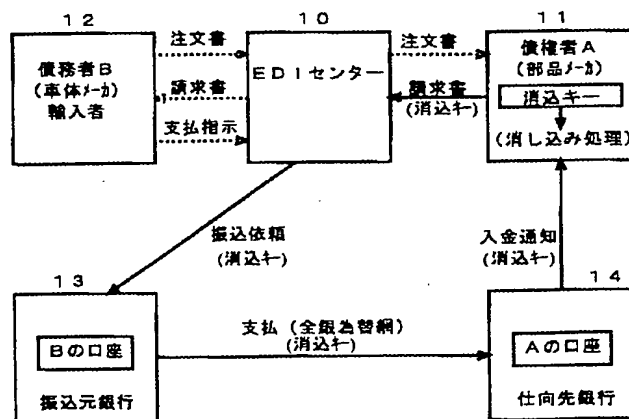 12
10
11
債務者B
(車体メーカ)
輸入者
注文書
請求書
支払指示
EDIセンター
注文書
請求書
(消込キー)
債権者A
(部品メーカ)
消込キー
(消し込み処理)
振込依頼
(消込キー)
入金通知
(消込キー)
13
14
Bの口座
振込元銀行
支払(全銀為替網)
(消込キー)
Aの口座
仕向先銀行